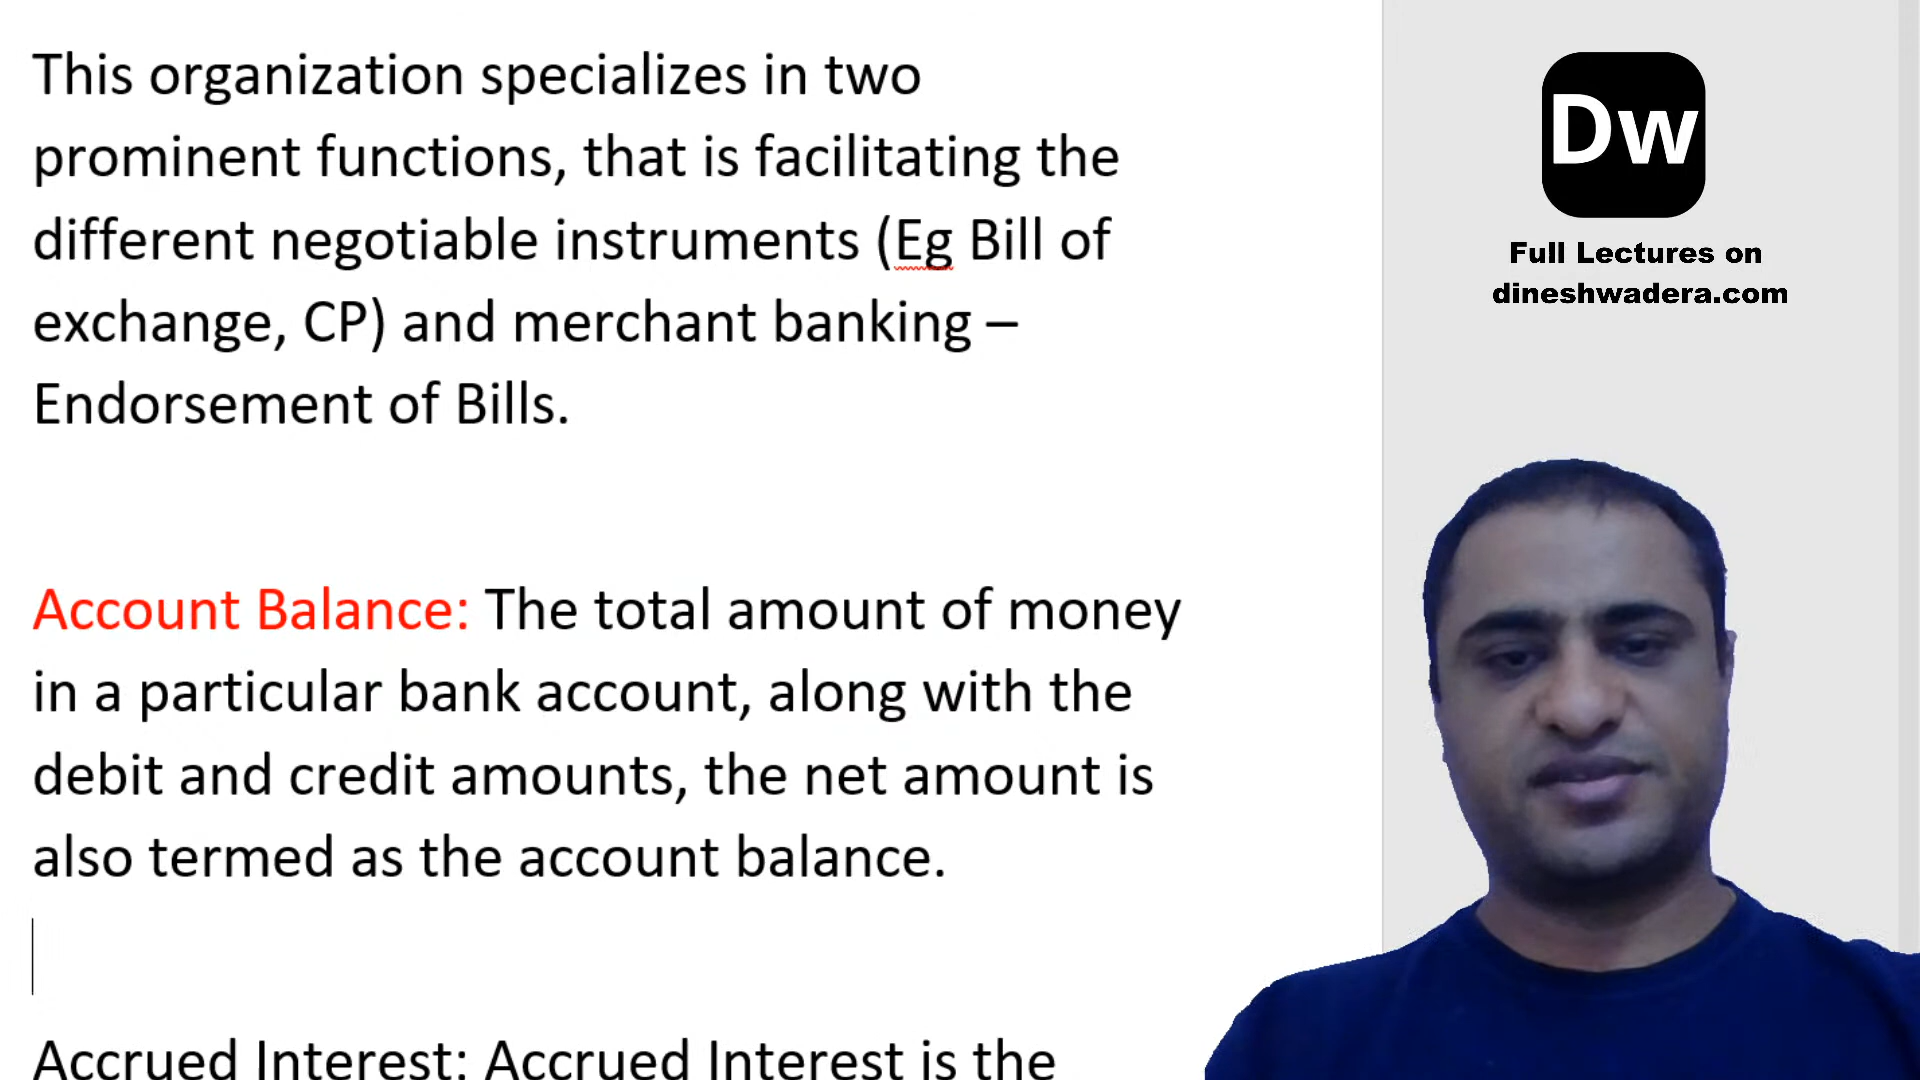 This organization specializes in two
prominent functions, that is facilitating the
different negotiable instruments (Eg Bill of
exchange, CP) and merchant banking –
Endorsement of Bills.
Account Balance: The total amount of money
in a particular bank account, along with the
debit and credit amounts, the net amount is
also termed as the account balance.
Accrued Interest: Accrued Interest is the
Dw
Full Lectures on
dineshwadera.com